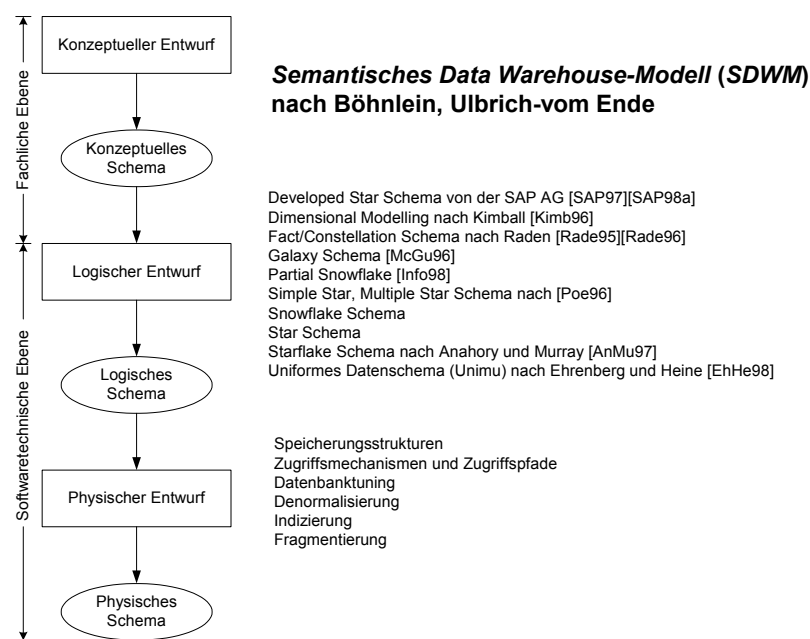 Konzeptueller Entwurf
Semantisches Data Warehouse-Modell (SDWM)
nach Böhnlein, Ulbrich-vom Ende
Fachliche Ebene
Konzeptuelles
Schema
Developed Star Schema von der SAP AG [SAP97][SAP98a]
Dimensional Modelling nach Kimball [Kimb96]
Fact/Constellation Schema nach Raden [Rade95][Rade96]
Galaxy Schema [McGu96]
Partial Snowflake [Info98]
Simple Star, Multiple Star Schema nach [Poe96]
Snowflake Schema
Star Schema
Starflake Schema nach Anahory und Murray [AnMu97]
Uniformes Datenschema (Unimu) nach Ehrenberg und Heine [EhHe98]
Logischer Entwurf
Softwaretechnische Ebene
Logisches
Schema
Speicherungsstrukturen
Zugriffsmechanismen und Zugriffspfade
Datenbanktuning
Denormalisierung
Indizierung
Fragmentierung
Physischer Entwurf
Physisches
Schema